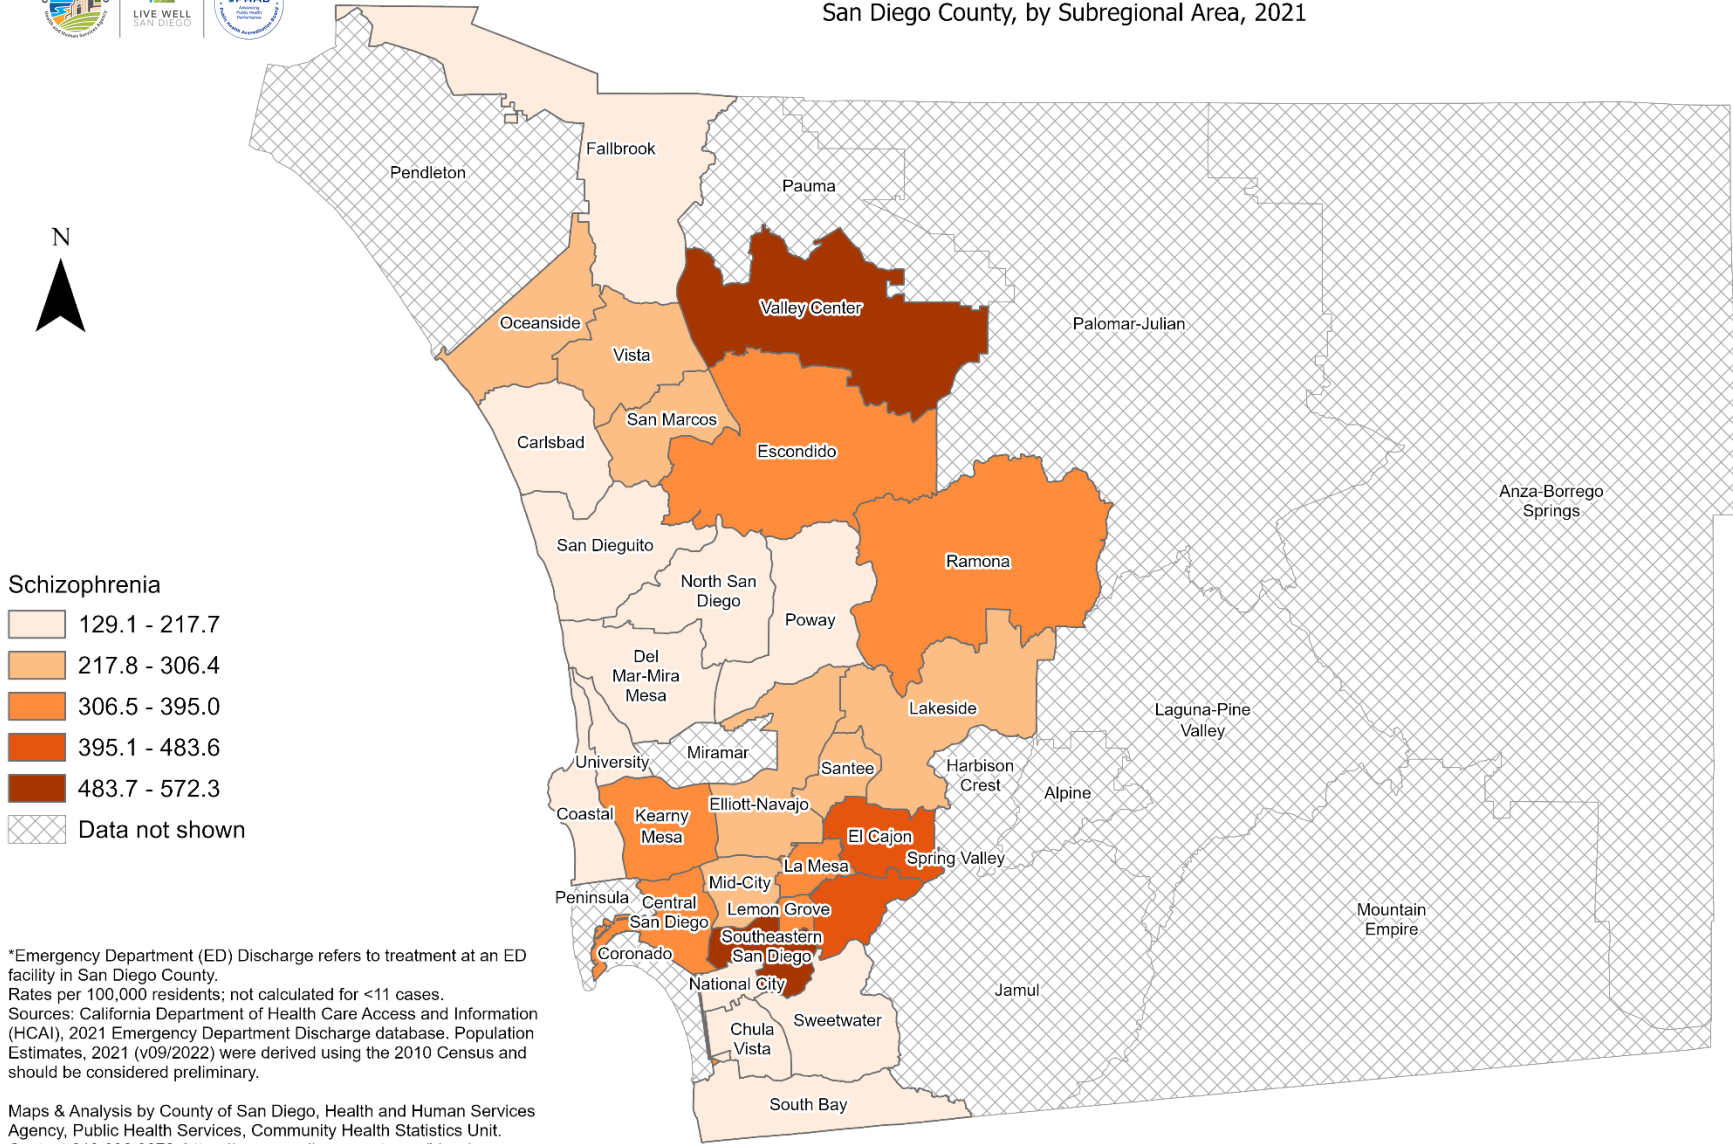 LIVE WELL
SAN DIEGO
San Diego County, by Subregional Area, 2021
Fallbrook
Pendleton
Pauma
N
Valley Center
Oceanside
Palomar-Julian
Vista
San Marcos
Carlsbad
Escondido
Anza-Borrego
Springs
San Dieguito
Ramona
North San
Diego
Poway
Del
Mar-Mira
Mesa
Lakeside
Laguna-Pine
Valley
Miramar
University
Santee
Harbison
Crest
Alpine
Elliott-Navajo
Coastal
Kearny
Mesa
El Cajon
Spring Valley
La Mesa
Mid-City
Peninsula
Central
San Diego
Lemon Grove
Mountain
Empire
Southeastern
San Diego
Coronado
National City
Jamul
Sweetwater
Chula
Vista
South Bay
Schizophrenia
129.1 - 217.7
217.8 - 306.4
306.5 - 395.0
395.1 - 483.6
483.7 - 572.3
Data not shown
*Emergency Department (ED) Discharge refers to treatment at an ED
facility in San Diego County.
Rates per 100,000 residents; not calculated for <11 cases.
Sources: California Department of Health Care Access and Information
(HCAI), 2021 Emergency Department Discharge database. Population
Estimates, 2021 (v09/2022) were derived using the 2010 Census and
should be considered preliminary.
Maps & Analysis by County of San Diego, Health and Human Services
Agency, Public Health Services, Community Health Statistics Unit.